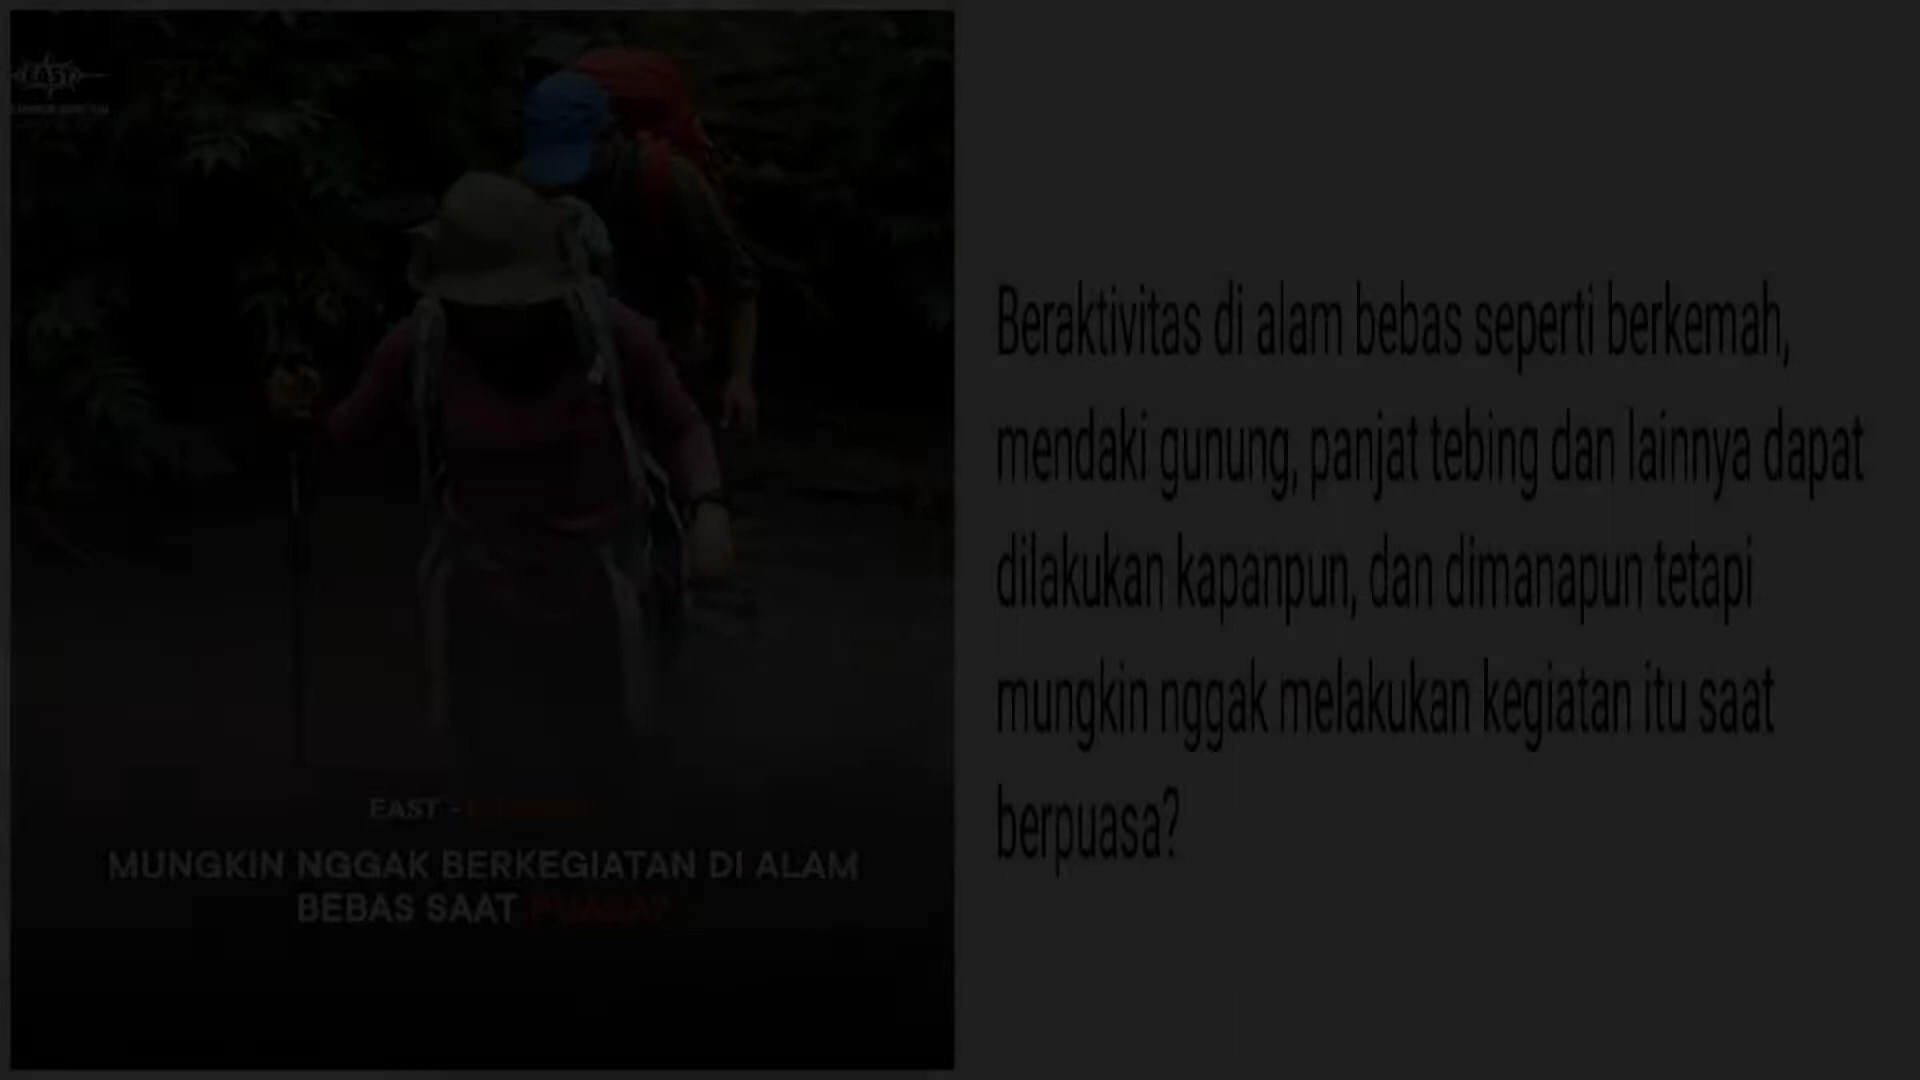 EAST
EAST -
MUNGKIN NGGAK BERKEGIATAN DI ALAM
BEBAS SAAT PUASA?
Beraktivitas di alam bebas seperti berkemah,
mendaki gunung, panjat tebing dan lainnya dapat
dilakukan kapanpun, dan dimanapun tetapi
mungkin nggak melakukan kegiatan itu saat
berpuasa?